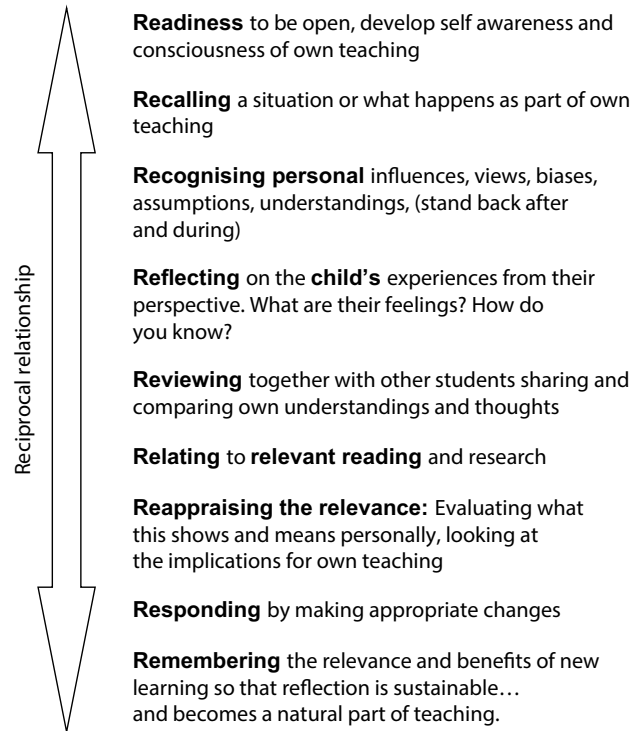 Readiness to be open, develop self awareness and
consciousness of own teaching
Recalling a situation or what happens as part of own
teaching
Recognising personal influences, views, biases,
assumptions, understandings, (stand back after
and during)
Reflecting on the child's experiences from their
perspective. What are their feelings? How do
you know?
Reviewing together with other students sharing and
comparing own understandings and thoughts
Relating to relevant reading and research
Reappraising the relevance: Evaluating what
this shows and means personally, looking at
the implications for own teaching
Responding by making appropriate changes
Remembering the relevance and benefits of new
learning so that reflection is sustainable…
and becomes a natural part of teaching.
Reciprocal relationship